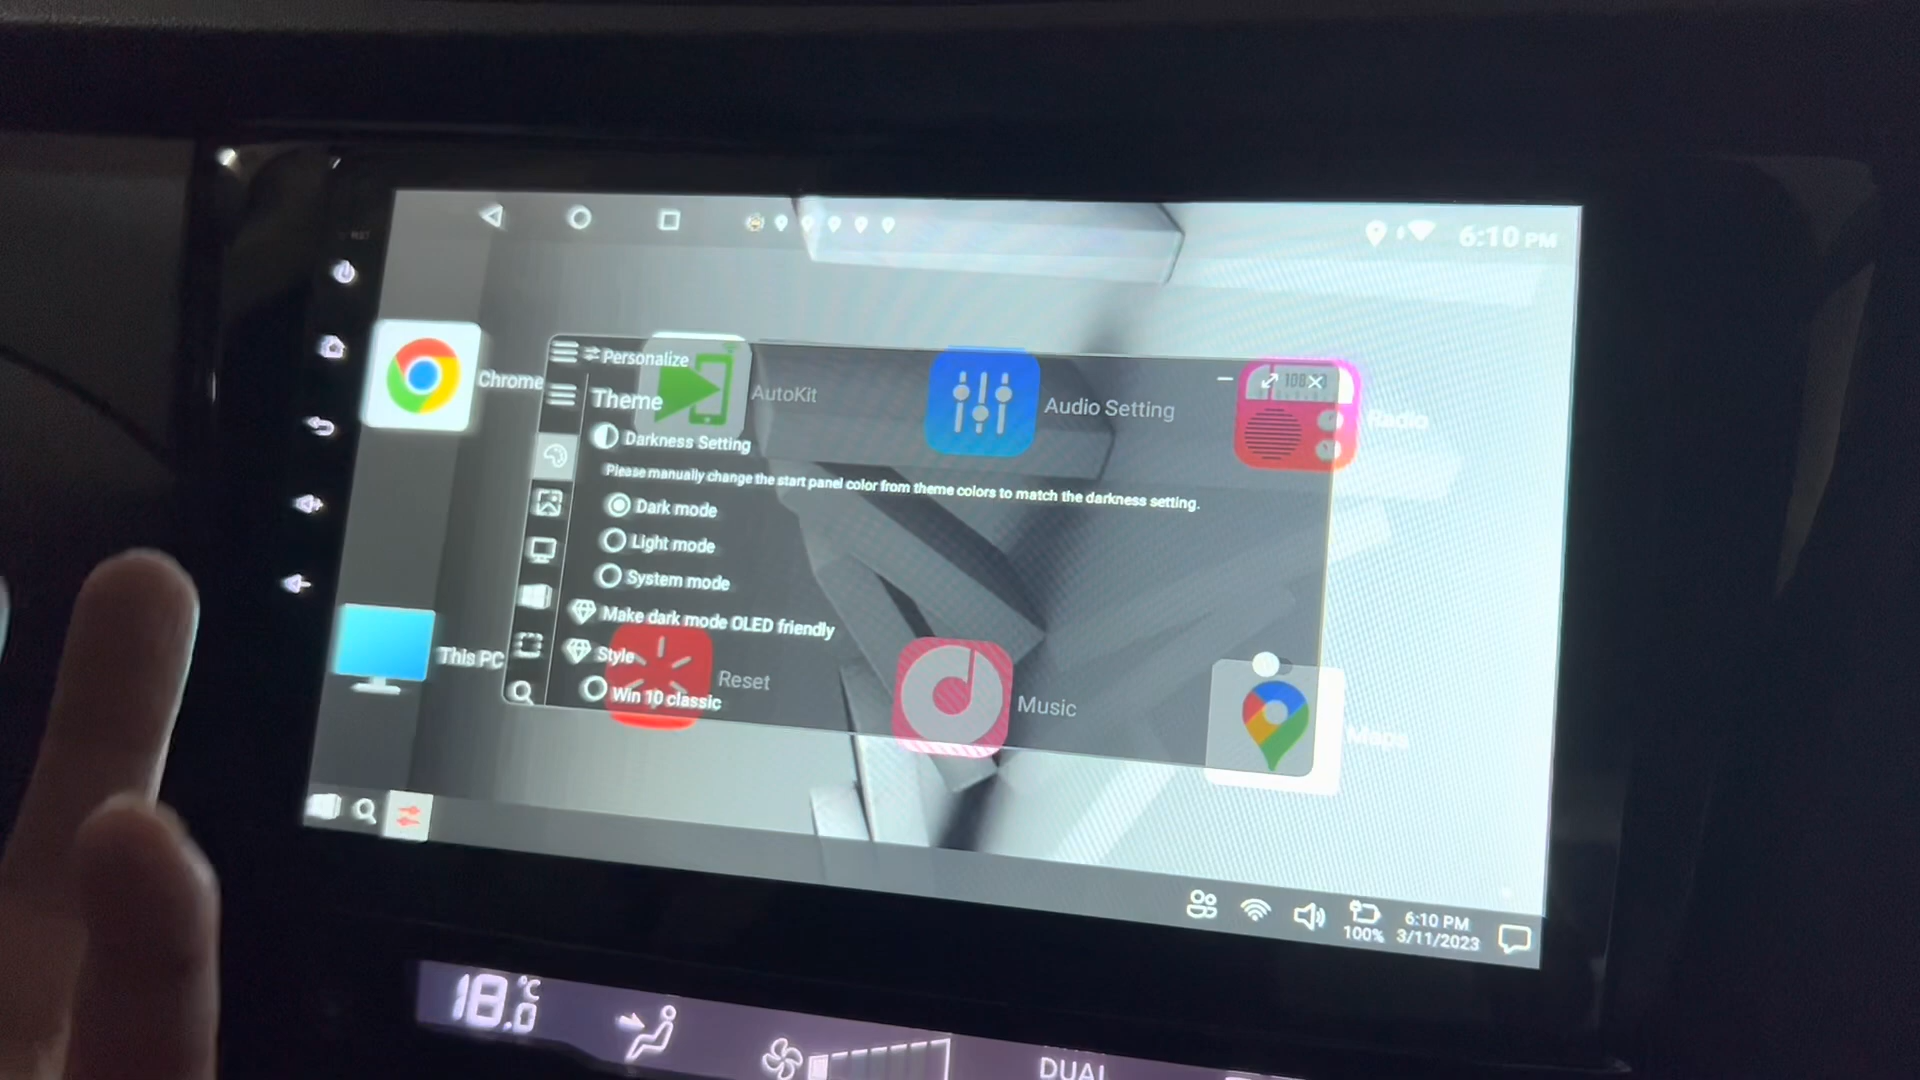 6:10 PM
RST
Chrome
Personalize
AutoKit
Audio Setting
108
Radio
Theme
Darkness Setting
Please manually change the start panel color from theme colors to match the darkness setting.
Dark mode
Light mode
System mode
Make dark mode OLED friendly
Style
Win 10 classic
This PC
Reset
Music
Maps
100%
6:10 PM
3/11/2023
18.0 °C
DUAL